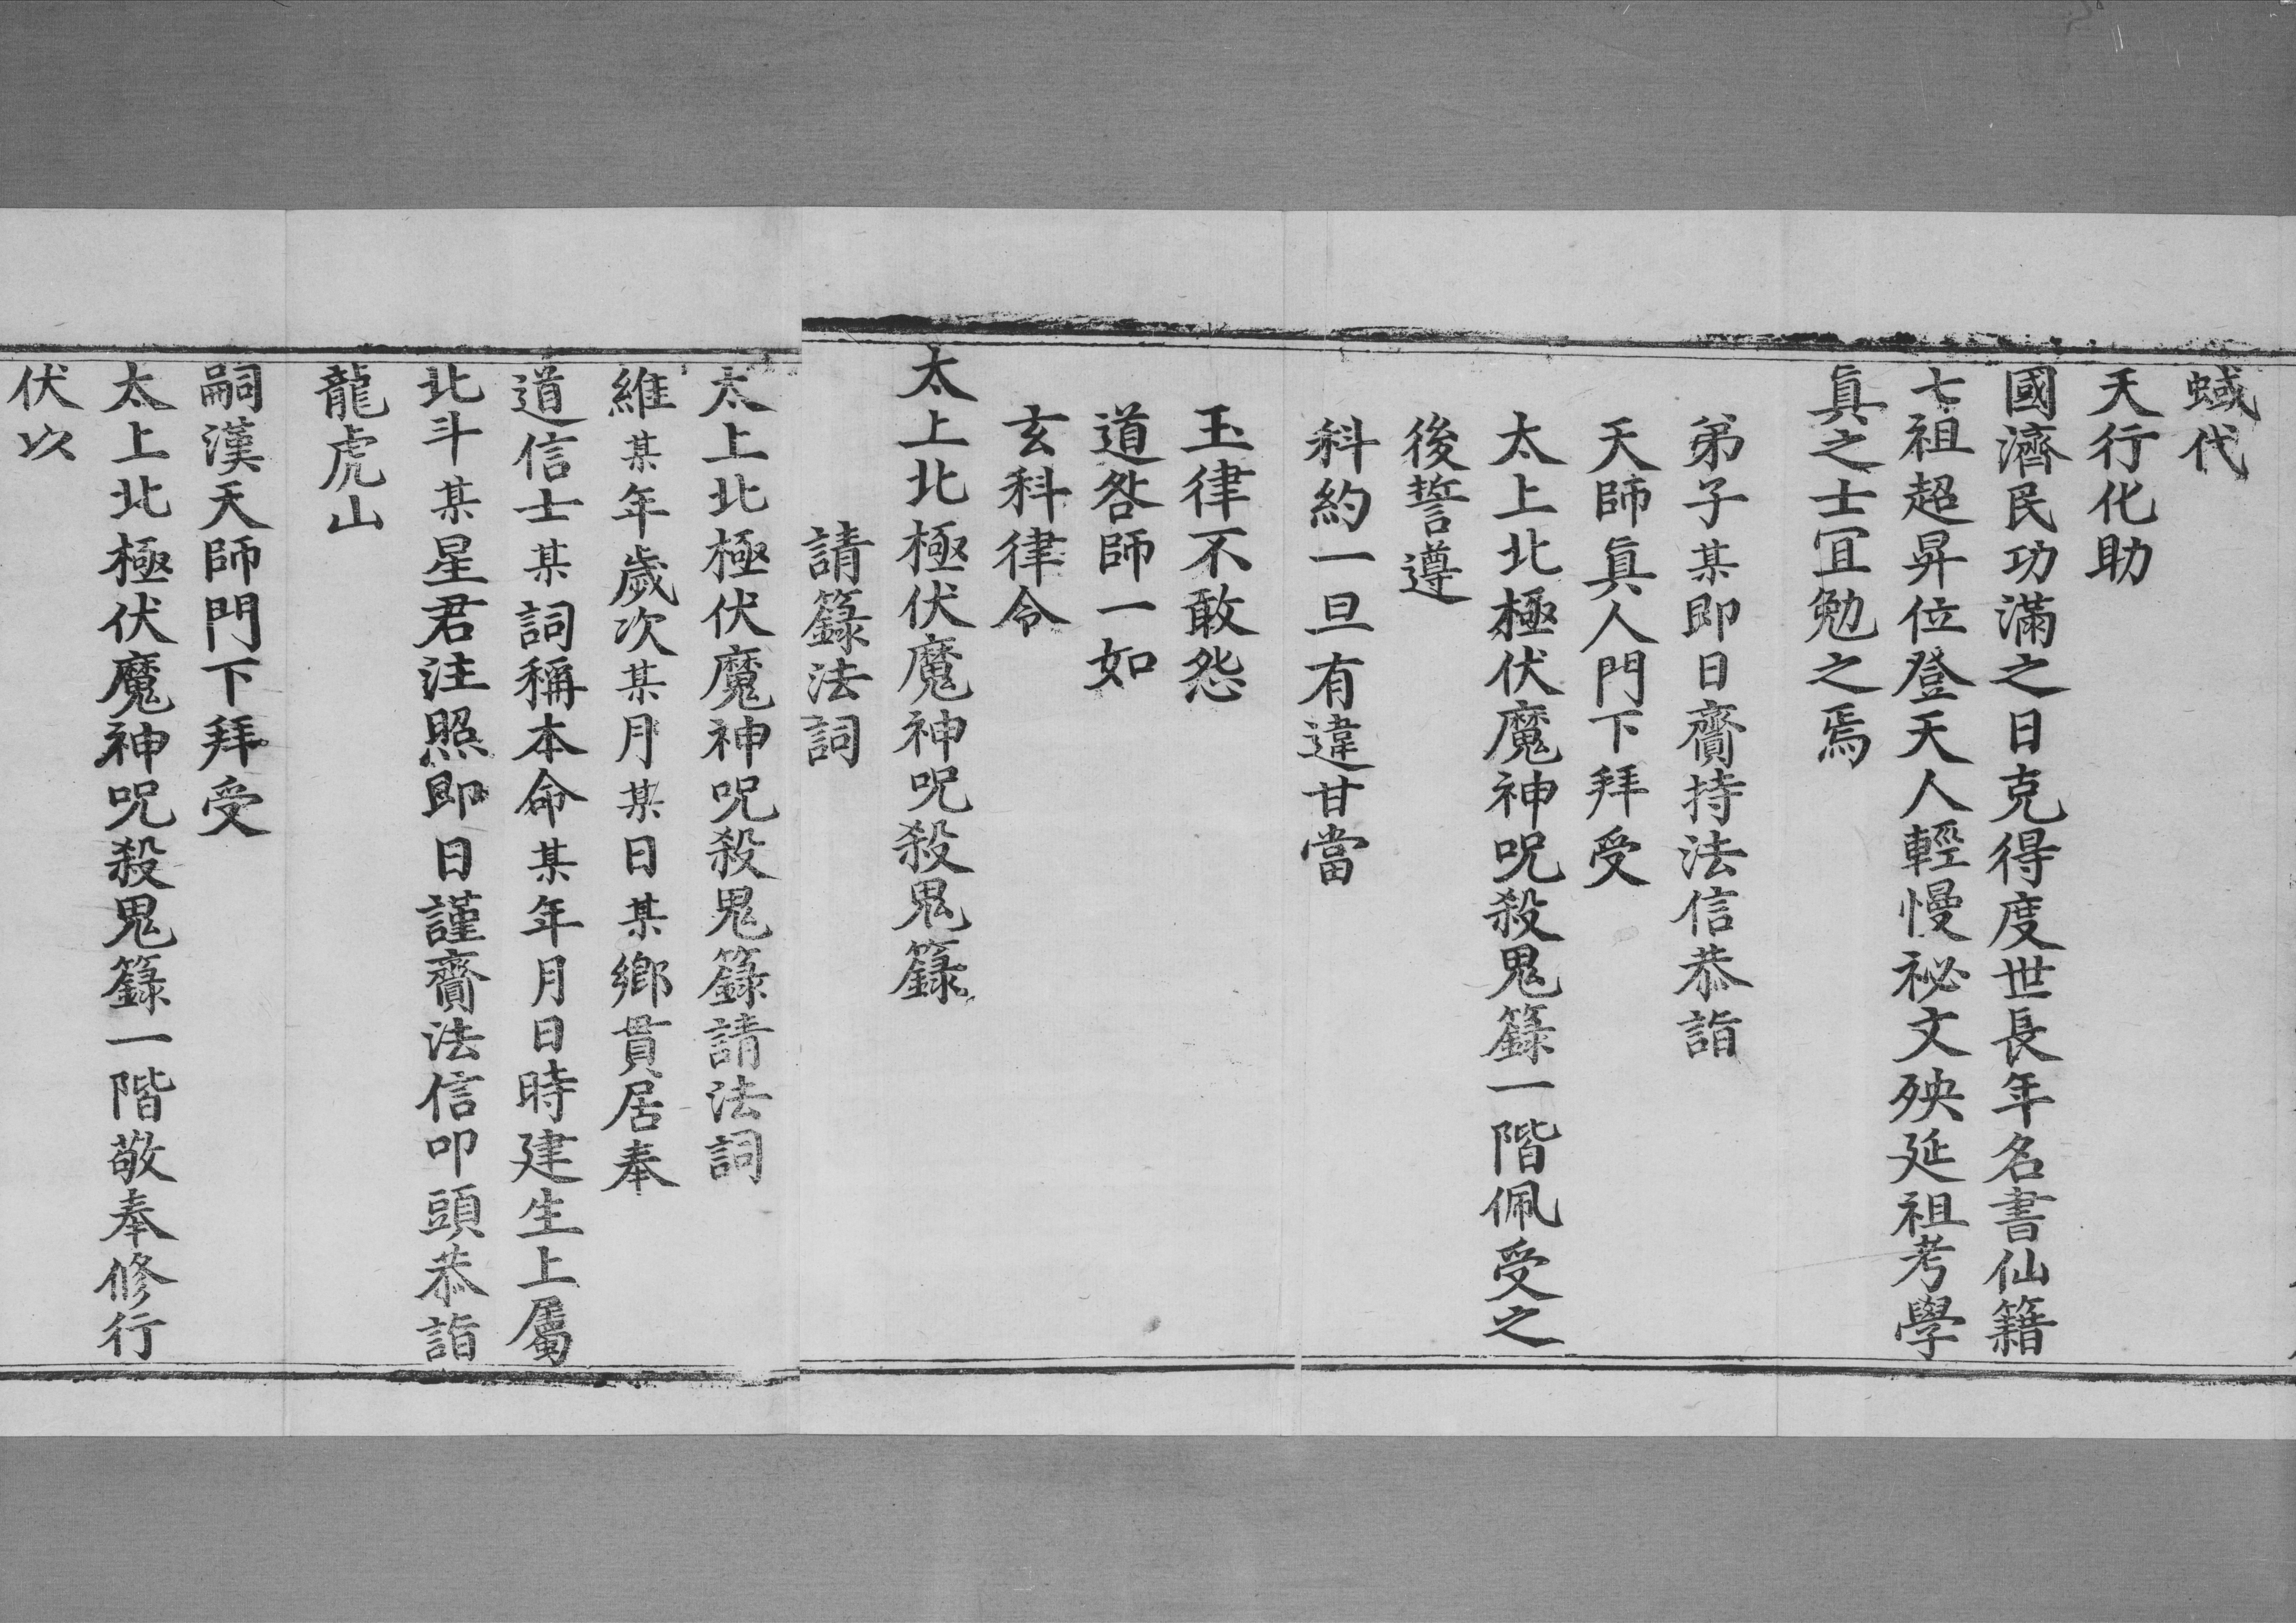 蜮代
天行化助
國濟民功滿之日克得度世長年名書仙籍
七祖超昇位登天人輕慢祕文殃延祖考學
真之士宜勉之焉
弟子某即日齎持法信恭詣
天師真人門下拜受
太上北極伏魔神呪殺鬼籙一階佩受之
後誓遵
科約一旦有違甘當
玉律不敢怨
道咎師一如
玄科律令
太上北極伏魔神呪殺鬼籙
請籙法詞
太上北極伏魔神呪殺鬼籙請法詞
維某年歲次某月某日某鄉貫居奉
道信士某詞稱本命某年月日時建生上屬
北斗某星君注照即日謹齎法信叩頭恭詣
龍虎山
嗣漢天師門下拜受
太上北極伏魔神呪殺鬼籙一階敬奉修行
伏以